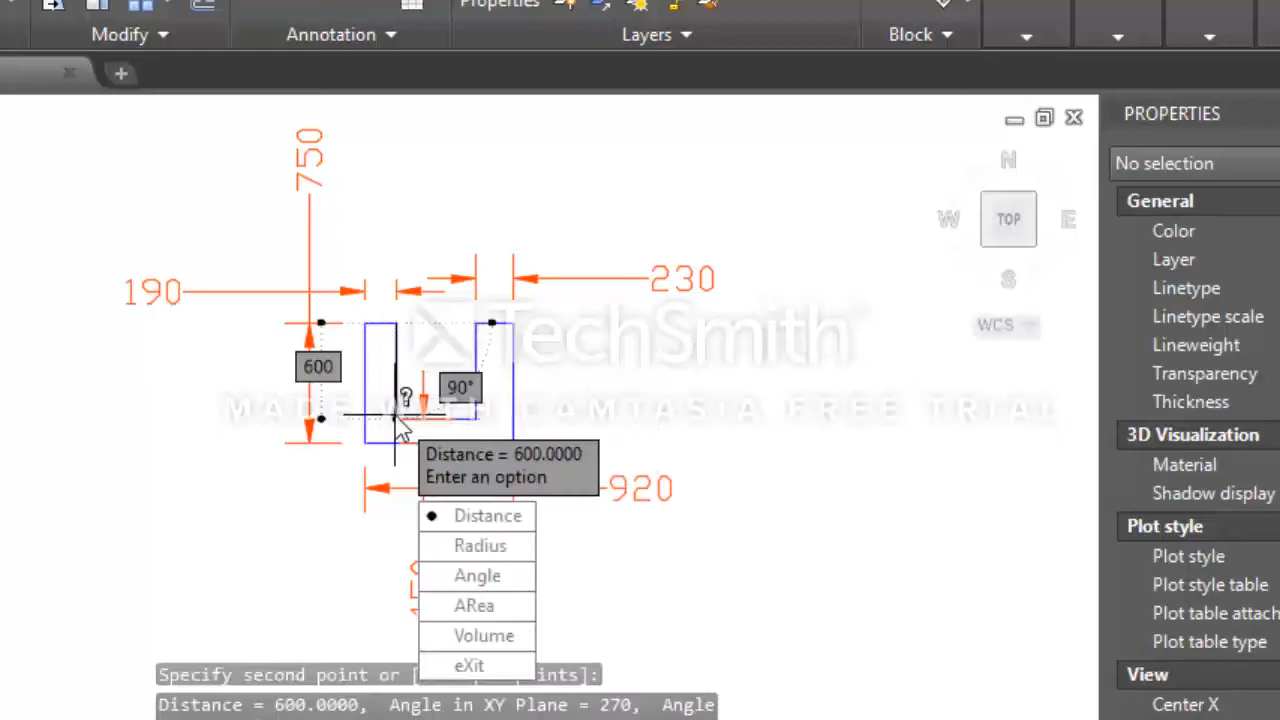 Properties
Modify
Annotation
Layers
Block
PROPERTIES
No selection
General
Color
Layer
Linetype
Linetype scale
Lineweight
Transparency
Thickness
3D Visualization
Material
Shadow display
Plot style
Plot style
Plot style table
Plot table attach
Plot table type
View
Center X
N
W
TOP
E
S
WCS
750
190
230
600
90°
?
920
TechSmith
MADE WITH CAMTASIA FREE TRIAL
Distance = 600.0000
Enter an option
Distance
Radius
Angle
ARea
Volume
eXit
Specify second point or [
ints]:
Distance = 600.0000, Angle in XY Plane = 270, Angle